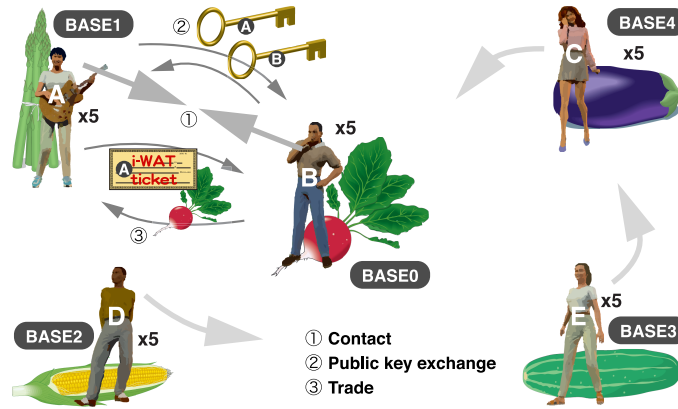 BASE1
② A
B
BASE4
C
x5
A
x5
①
x5
B
A i-WAT
ticket
③
BASE0
D
x5
BASE2
① Contact
② Public key exchange
③ Trade
E
x5
BASE3